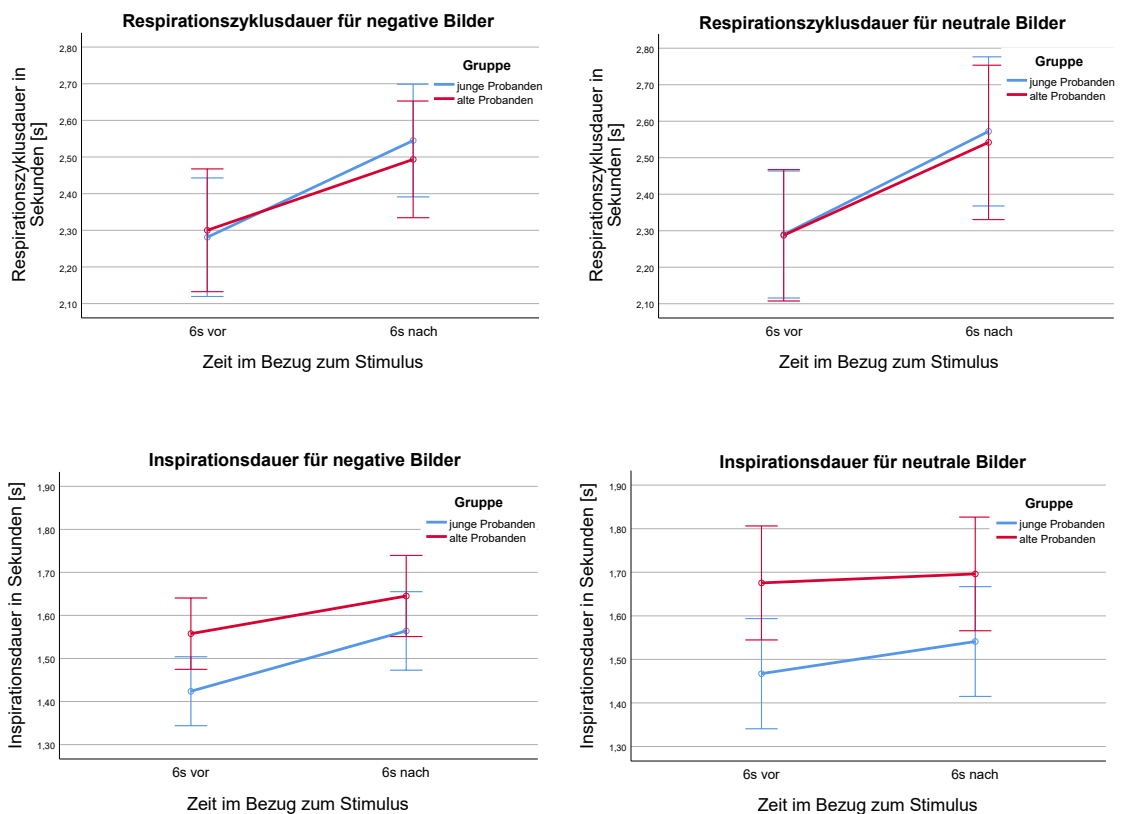 Respirationszyklusdauer für negative Bilder
Respirationszyklusdauer in
Sekunden [s]
2,80
2,70
2,60
2,50
2,40
2,30
2,20
2,10
Gruppe
junge Probanden
alte Probanden
6s vor
6s nach
Zeit im Bezug zum Stimulus
Respirationszyklusdauer für neutrale Bilder
Respirationszyklusdauer in
Sekunden [s]
2,80
2,70
2,60
2,50
2,40
2,30
2,20
2,10
Gruppe
junge Probanden
alte Probanden
6s vor
6s nach
Zeit im Bezug zum Stimulus
Inspirationsdauer für negative Bilder
Inspirationsdauer in Sekunden [s]
1,90
1,80
1,70
1,60
1,50
1,40
1,30
Gruppe
junge Probanden
alte Probanden
6s vor
6s nach
Zeit im Bezug zum Stimulus
Inspirationsdauer für neutrale Bilder
Inspirationsdauer in Sekunden [s]
1,90
1,80
1,70
1,60
1,50
1,40
1,30
Gruppe
junge Probanden
alte Probanden
6s vor
6s nach
Zeit im Bezug zum Stimulus